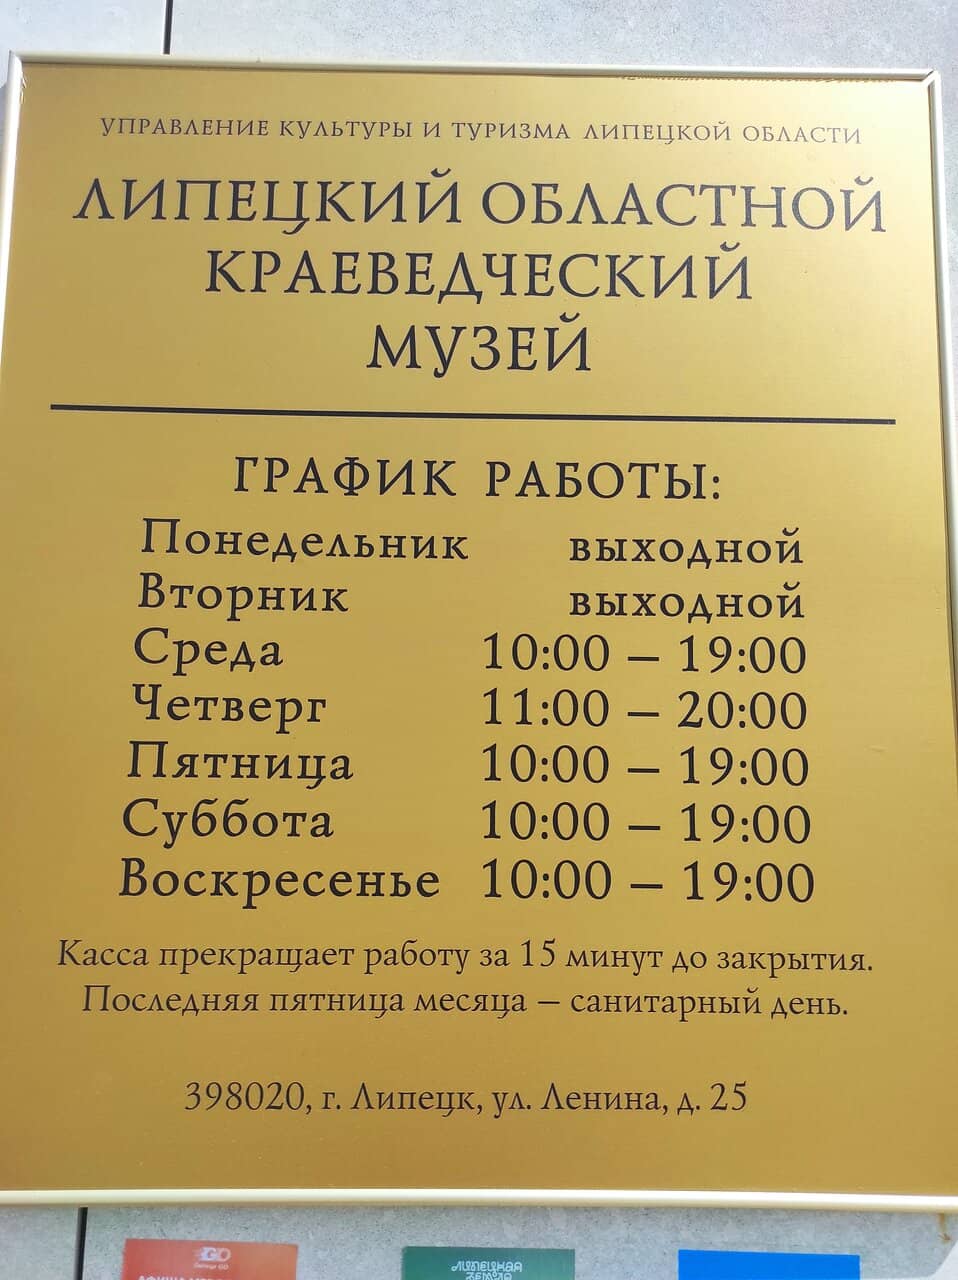 УПРАВЛЕНИЕ КУЛЬТУРЫ И ТУРИЗМА ЛИПЕЦКОЙ ОБЛАСТИ
ЛИПЕЦКИЙ ОБЛАСТНОЙ
КРАЕВЕДЧЕСКИЙ
МУЗЕЙ
ГРАФИК РАБОТЫ:
Понедельник выходной
Вторник выходной
Среда 10:00 – 19:00
Четверг 11:00 – 20:00
Пятница 10:00 – 19:00
Суббота 10:00 – 19:00
Воскресенье 10:00 – 19:00
Касса прекращает работу за 15 минут до закрытия.
Последняя пятница месяца – санитарный день.
398020, г. Липецк, ул. Ленина, д. 25
GO
ЛИПЕЦКАЯ
ЗЕМЛЯ